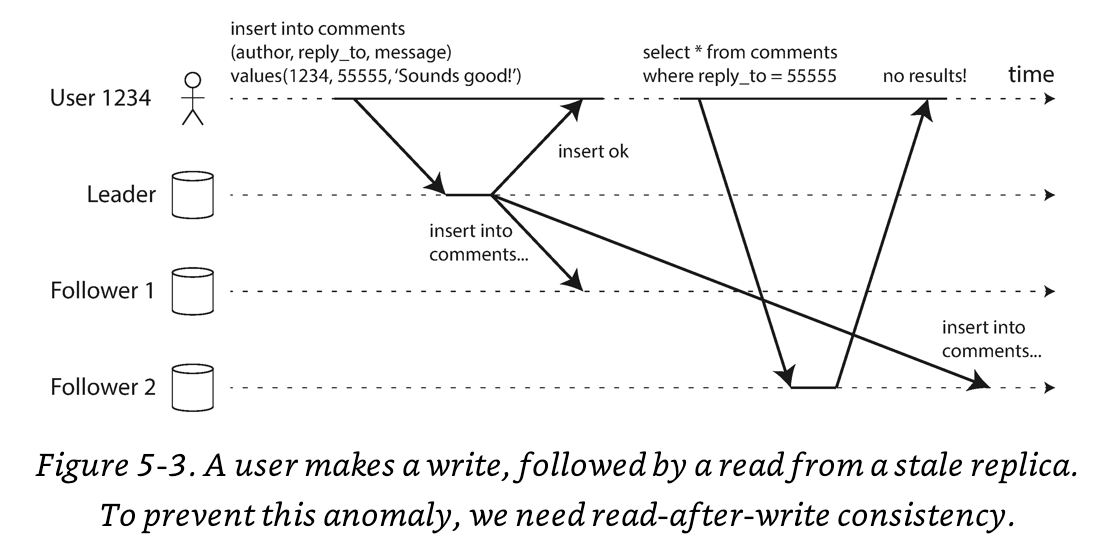 insert into comments
(author, reply_to, message)
values(1234, 55555, ‘Sounds good!’)
select * from comments
where reply_to = 55555
no results!
time
User 1234
insert ok
Leader
insert into
comments...
Follower 1
insert into
comments...
Follower 2
Figure 5-3. A user makes a write, followed by a read from a stale replica.
To prevent this anomaly, we need read-after-write consistency.